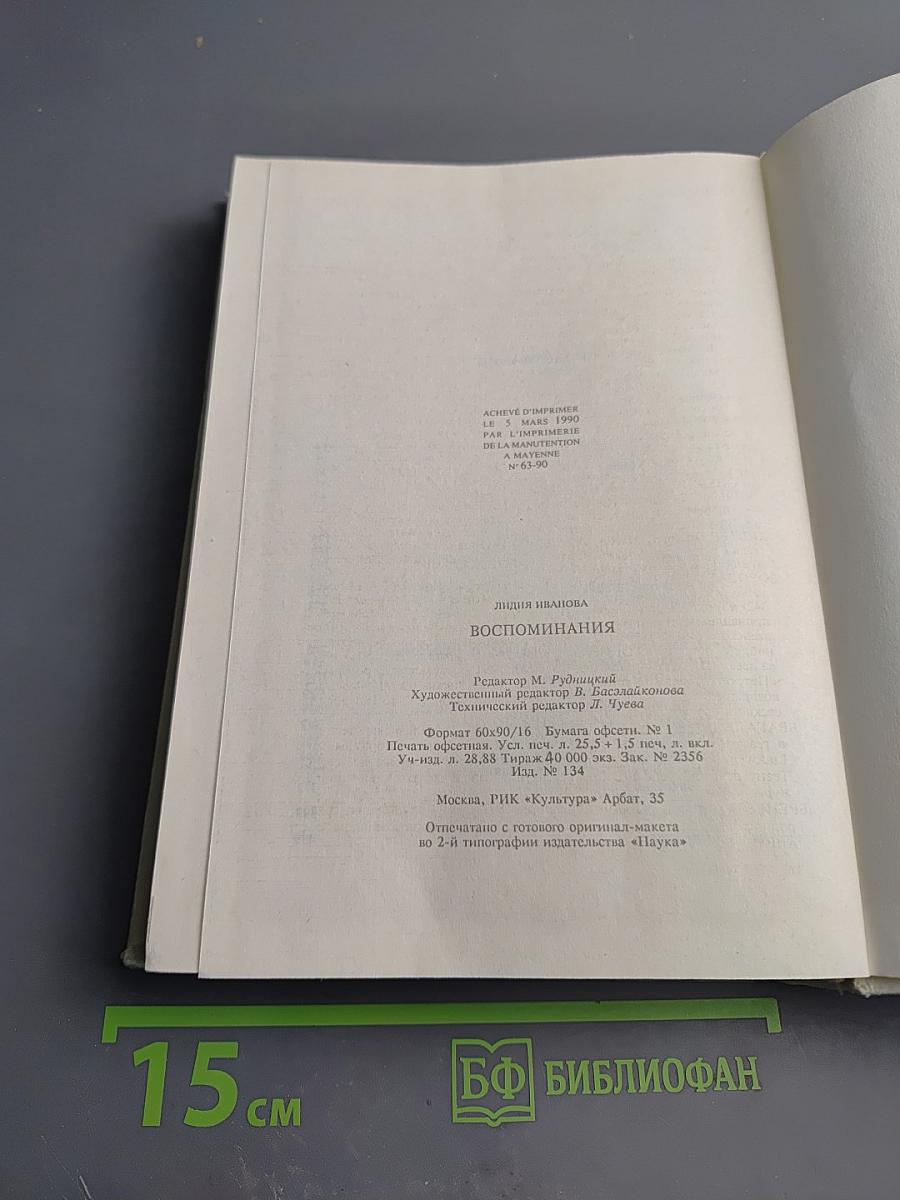 ACHEVÉ D'IMPRIMER
LE 5 MARS 1990
PAR L'IMPRIMERIE
DE LA MANUTENTION
A MAYENNE
N° 63-90
ЛИДИЯ ИВАНОВА
ВОСПОМИНАНИЯ
Редактор М. Рудницкий
Художественный редактор В. Басэлайконова
Технический редактор Л. Чуева
Формат 60x90/16 Бумага офсетн. № 1
Печать офсетная. Усл. печ. л. 25,5 + 1,5 печ, л. вкл.
Уч-изд. л. 28,88 Тираж 40 000 экз. Зак. № 2356
Изд. № 134
Москва, РИК «Культура» Арбат, 35
Отпечатано с готового оригинал-макета
во 2-й типографии издательства «Наука»
15 см
БФ БИБЛИОФАН